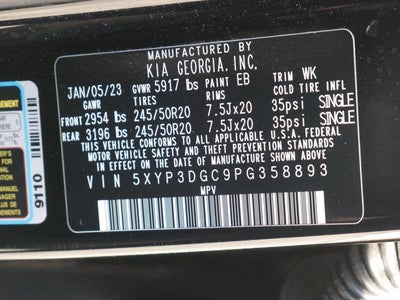 MANUFACTURED BY
KIA GEORGIA, INC.
JAN/05/23 GVWR 5917 lbs PAINT EB TRIM WK
GAWR TIRES RIMS COLD TIRE INFL
FRONT 2954 lbs 245/50R20 7.5Jx20 35psi SINGLE
REAR 3196 lbs 245/50R20 7.5Jx20 35psi SINGLE
THIS VEHICLE CONFORMS TO ALL APPLICABLE U.S.A. FEDERAL
MOTOR VEHICLE SAFETY AND THEFT PREVENTION STANDARDS
IN EFFECT ON THE DATE OF MANUFACTURE SHOWN ABOVE
VIN 5XYP3DGC9PG358893
MPV
9110